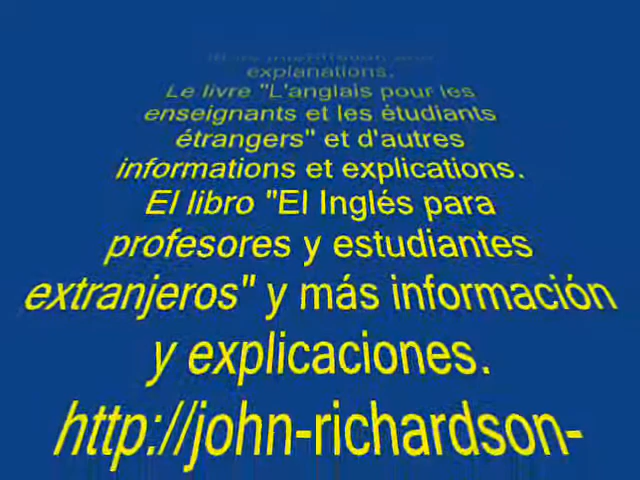 explanations.
Le livre "L'anglais pour les
enseignants et les étudiants
étrangers" et d'autres
informations et explications.
El libro "El Inglés para
profesores y estudiantes
extranjeros" y más información
y explicaciones.
http://john-richardson-